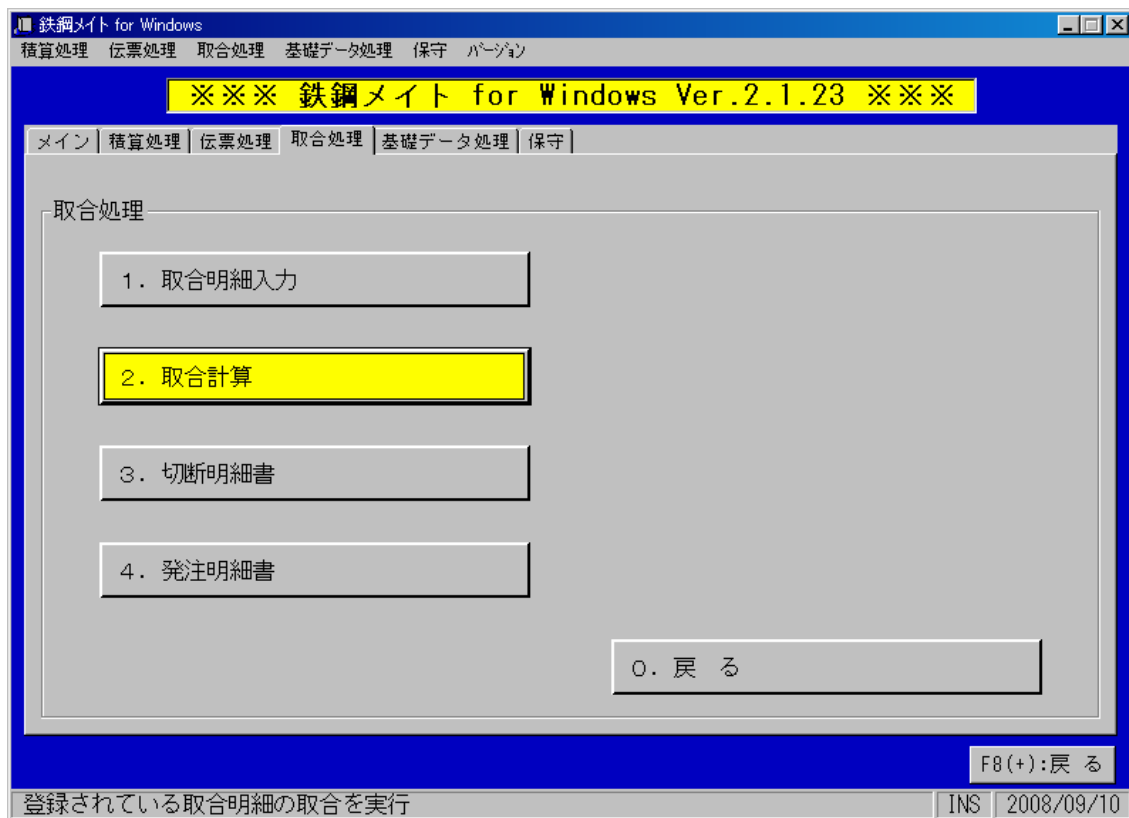 鉄鋼メイト for Windows
積算処理 伝票処理 取合処理 基礎データ処理 保守 バージョン
※※※ 鉄鋼メイト for Windows Ver.2.1.23 ※※※
メイン 積算処理 伝票処理 取合処理 基礎データ処理 保守
取合処理
1. 取合明細入力
2. 取合計算
3. 切断明細書
4. 発注明細書
0. 戻 る
F8(+):戻 る
登録されている取合明細の取合を実行 INS 2008/09/10